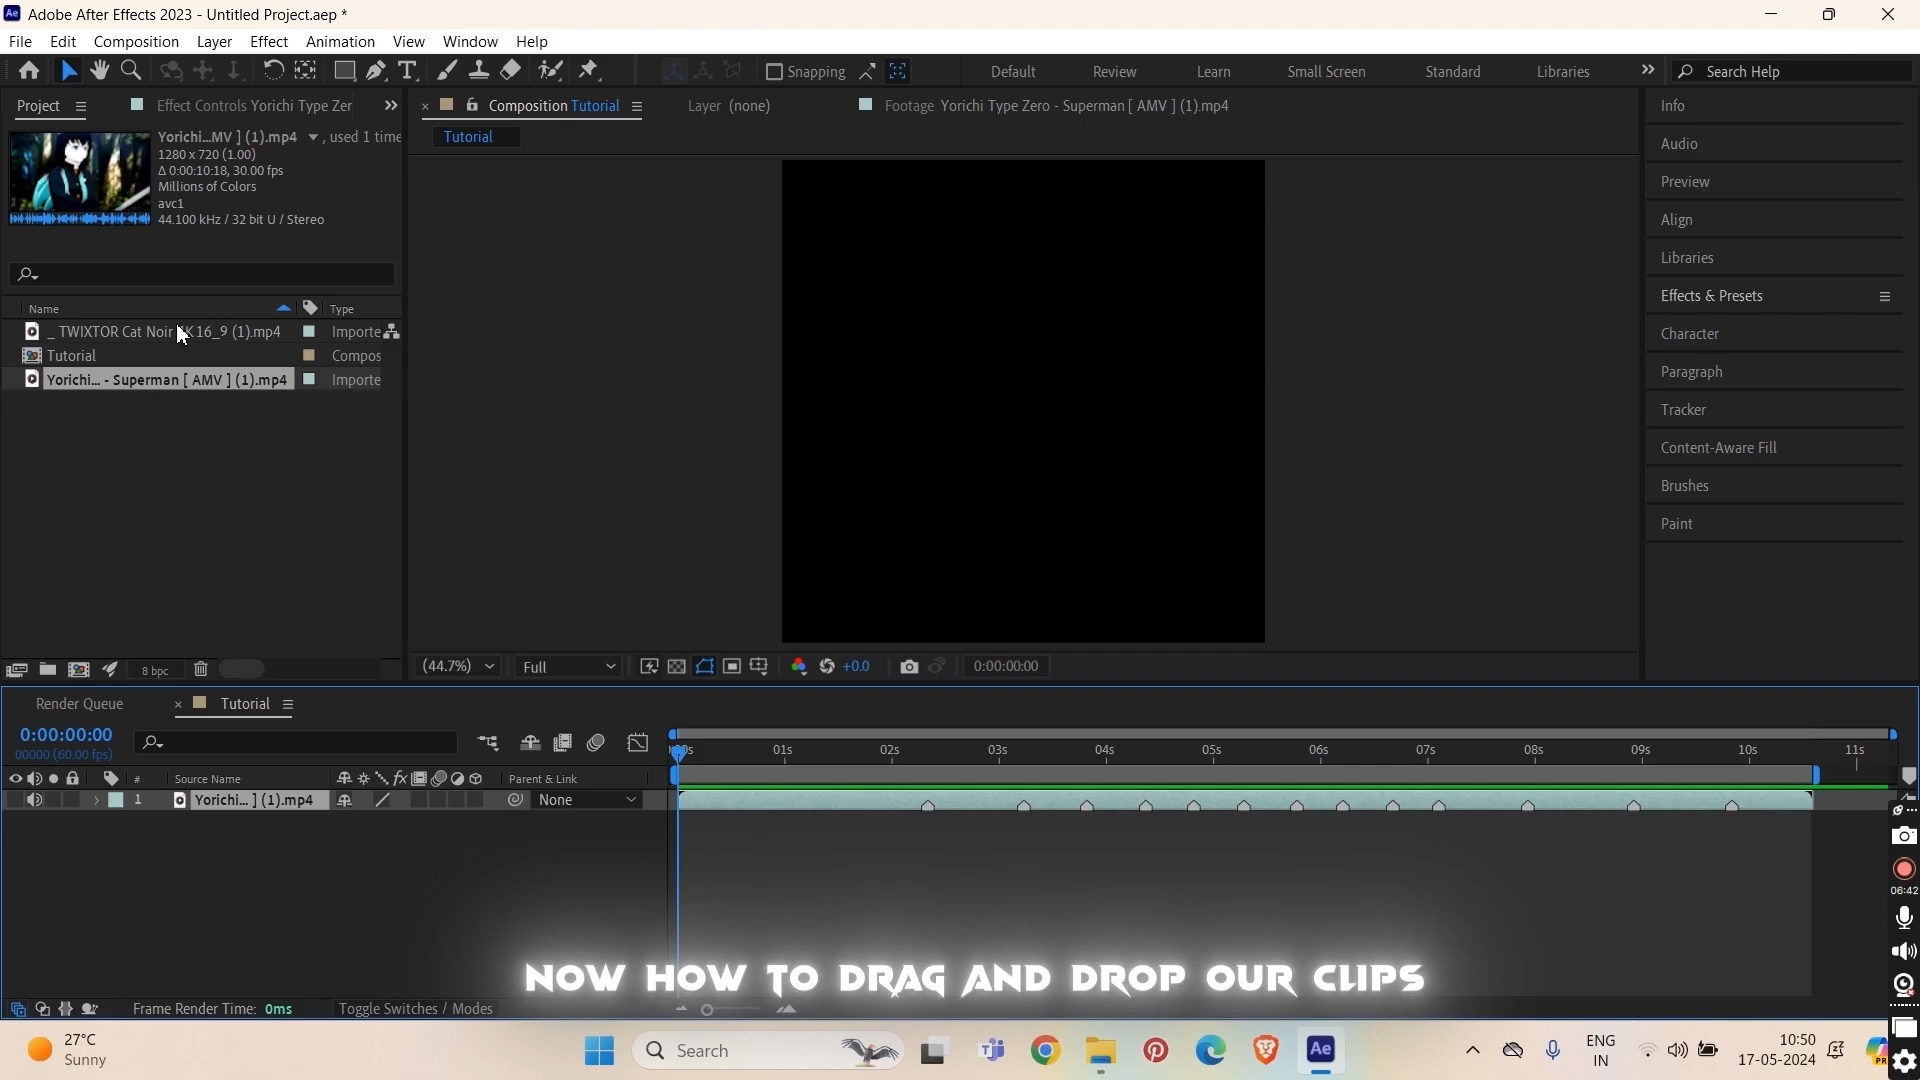 Ae Adobe After Effects 2023 - Untitled Project.aep *
File Edit Composition Layer Effect Animation View Window Help
Snapping Default Review Learn Small Screen Standard Libraries » Search Help
Project Effect Controls Yorichi Type Zer » × Composition Tutorial Layer (none) Footage Yorichi Type Zero - Superman [ AMV ] (1).mp4
Tutorial
Yorichi...MV ] (1).mp4 , used 1 time
1280 x 720 (1.00)
Δ 0:00:10:18, 30.00 fps
Millions of Colors
avc1
44.100 kHz / 32 bit U / Stereo
Name Type
_ TWIXTOR Cat Noir K 16_9 (1).mp4 Importe
Tutorial Compos
Yorichi... - Superman [ AMV ] (1).mp4 Importe
8 bpc
(44.7%) Full +0.0 0:00:00:00
Info
Audio
Preview
Align
Libraries
Effects & Presets
Character
Paragraph
Tracker
Content-Aware Fill
Brushes
Paint
Render Queue × Tutorial
0:00:00:00
00000 (60.00 fps)
01s 02s 03s 04s 05s 06s 07s 08s 09s 10s 11s
# Source Name fx Parent & Link
1 Yorichi... ] (1).mp4 None
06:42
NOW HOW TO DRAG AND DROP OUR CLIPS
Frame Render Time: 0ms Toggle Switches / Modes
27°C
Sunny
Search
Ae
ENG
IN
10:50
17-05-2024